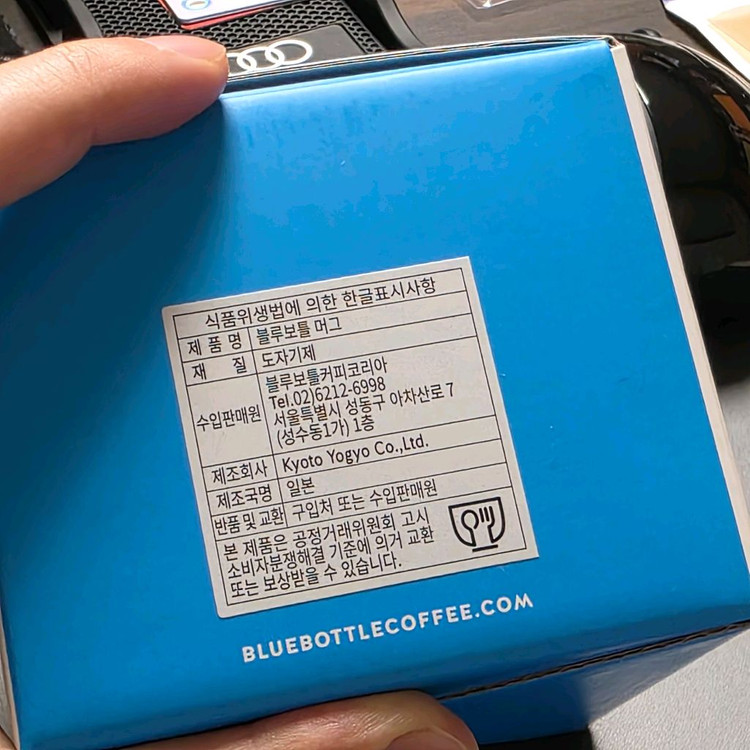 식품위생법에 의한 한글표시사항
제 품 명 블루보틀 머그
재 질 도자기제
수입판매원 블루보틀커피코리아
Tel.02)6212-6998
서울특별시 성동구 아차산로 7
(성수동1가) 1층
제조회사 Kyoto Yogyo Co.,Ltd.
제조국명 일본
반품 및 교환 구입처 또는 수입판매원
본 제품은 공정거래위원회 고시
소비자분쟁해결 기준에 의거 교환
또는 보상받을 수 있습니다.
BLUEBOTTLECOFFEE.COM